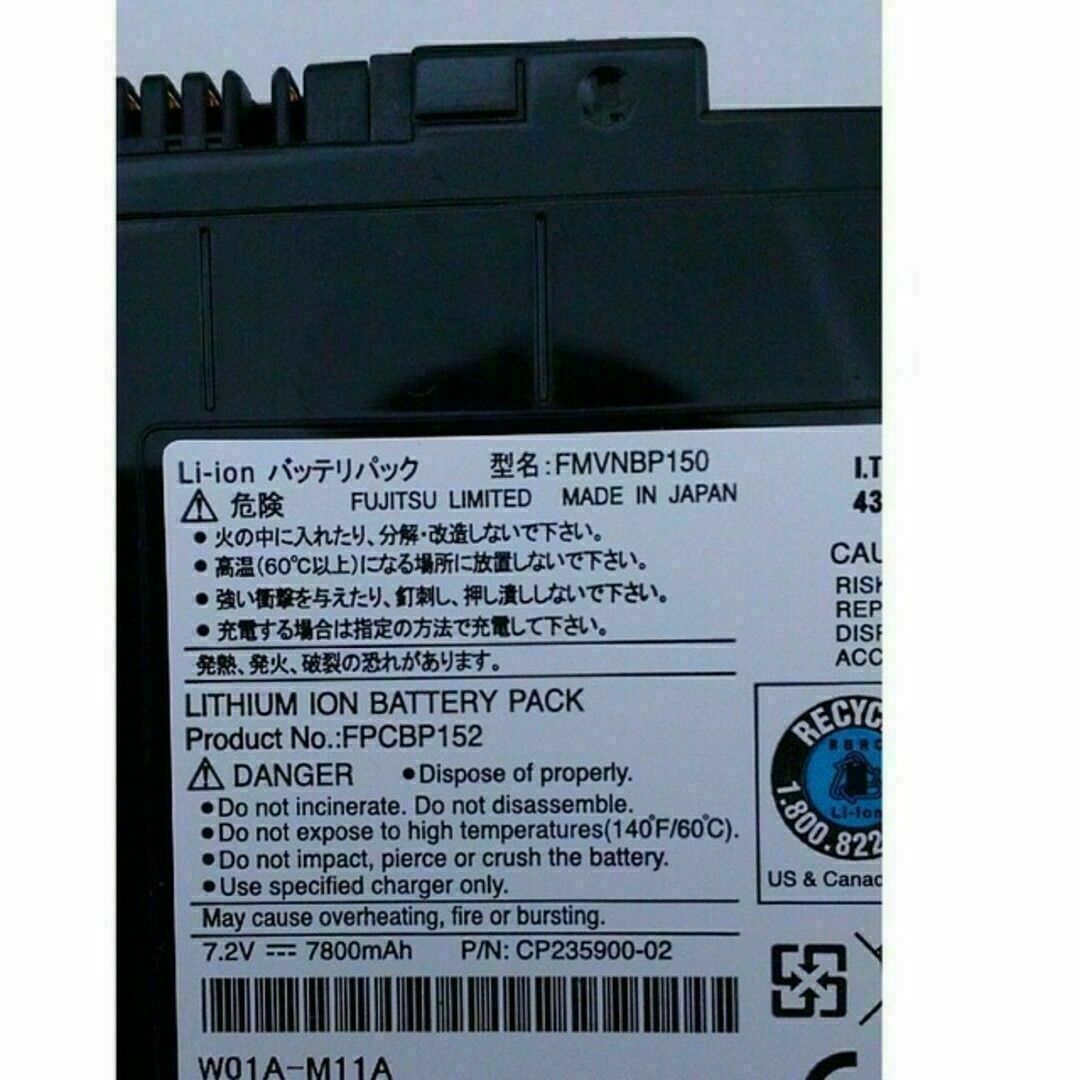 Li-ion バッテリパック 型名:FMVNBP150
⚠ 危険 FUJITSU LIMITED MADE IN JAPAN
● 火の中に入れたり、分解・改造しないで下さい。
● 高温(60℃以上)になる場所に放置しないで下さい。
● 強い衝撃を与えたり、釘刺し、押し潰ししないで下さい。
● 充電する場合は指定の方法で充電して下さい。
発熱、発火、破裂の恐れがあります。
LITHIUM ION BATTERY PACK
Product No.:FPCBP152
⚠ DANGER ●Dispose of properly.
●Do not incinerate. Do not disassemble.
●Do not expose to high temperatures(140°F/60℃).
●Do not impact, pierce or crush the battery.
●Use specified charger only.
May cause overheating, fire or bursting.
7.2V ⎓ 7800mAh P/N: CP235900-02
W01A-M11A
I.T
43
CAU
RISK
REP
DISP
ACC
RECYC
RBRC
Li-ion
1.800.822
US & Canad